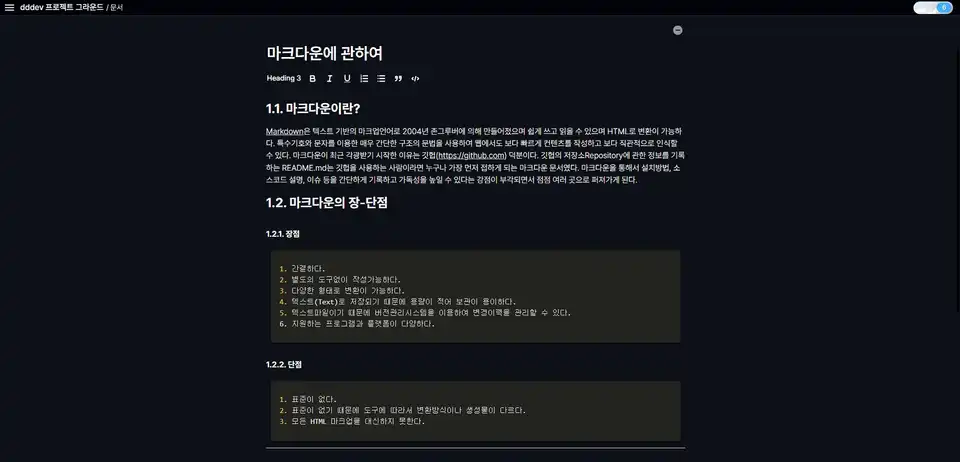 dddev 프로젝트 그라운드 / 문서
6
마크다운에 관하여
Heading 3 B I U
1.1. 마크다운이란?
Markdown은 텍스트 기반의 마크업언어로 2004년 존그루버에 의해 만들어졌으며 쉽게 쓰고 읽을 수 있으며 HTML로 변환이 가능하
다. 특수기호와 문자를 이용한 매우 간단한 구조의 문법을 사용하여 웹에서도 보다 빠르게 컨텐츠를 작성하고 보다 직관적으로 인식할
수 있다. 마크다운이 최근 각광받기 시작한 이유는 깃헙(https://github.com) 덕분이다. 깃헙의 저장소Repository에 관한 정보를 기록
하는 README.md는 깃헙을 사용하는 사람이라면 누구나 가장 먼저 접하게 되는 마크다운 문서였다. 마크다운을 통해서 설치방법, 소
스코드 설명, 이슈 등을 간단하게 기록하고 가독성을 높일 수 있다는 강점이 부각되면서 점점 여러 곳으로 퍼져가게 된다.
1.2. 마크다운의 장-단점
1.2.1. 장점
1. 간결하다.
2. 별도의 도구없이 작성가능하다.
3. 다양한 형태로 변환이 가능하다.
4. 텍스트(Text)로 저장되기 때문에 용량이 적어 보관이 용이하다.
5. 텍스트파일이기 때문에 버전관리시스템을 이용하여 변경이력을 관리할 수 있다.
6. 지원하는 프로그램과 플랫폼이 다양하다.
1.2.2. 단점
1. 표준이 없다.
2. 표준이 없기 때문에 도구에 따라서 변환방식이나 생성물이 다르다.
3. 모든 HTML 마크업을 대신하지 못한다.